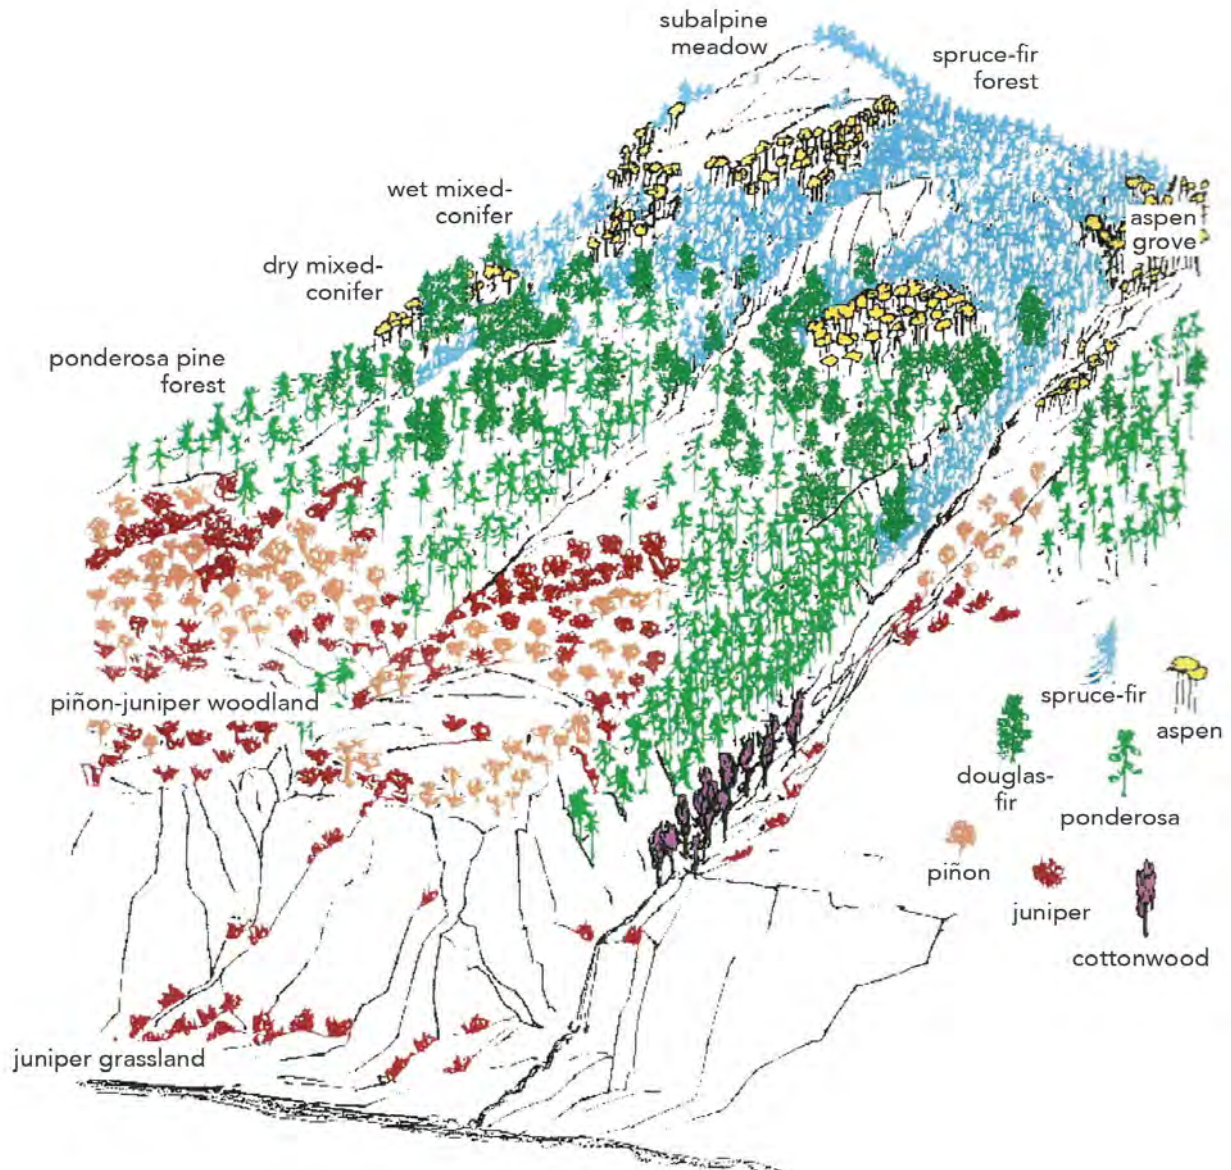 subalpine
meadow
spruce-fir
forest
wet mixed-
conifer
aspen
grove
dry mixed-
conifer
ponderosa pine
forest
piñon-juniper woodland
spruce-fir
aspen
douglas-
fir
ponderosa
piñon
juniper
cottonwood
juniper grassland